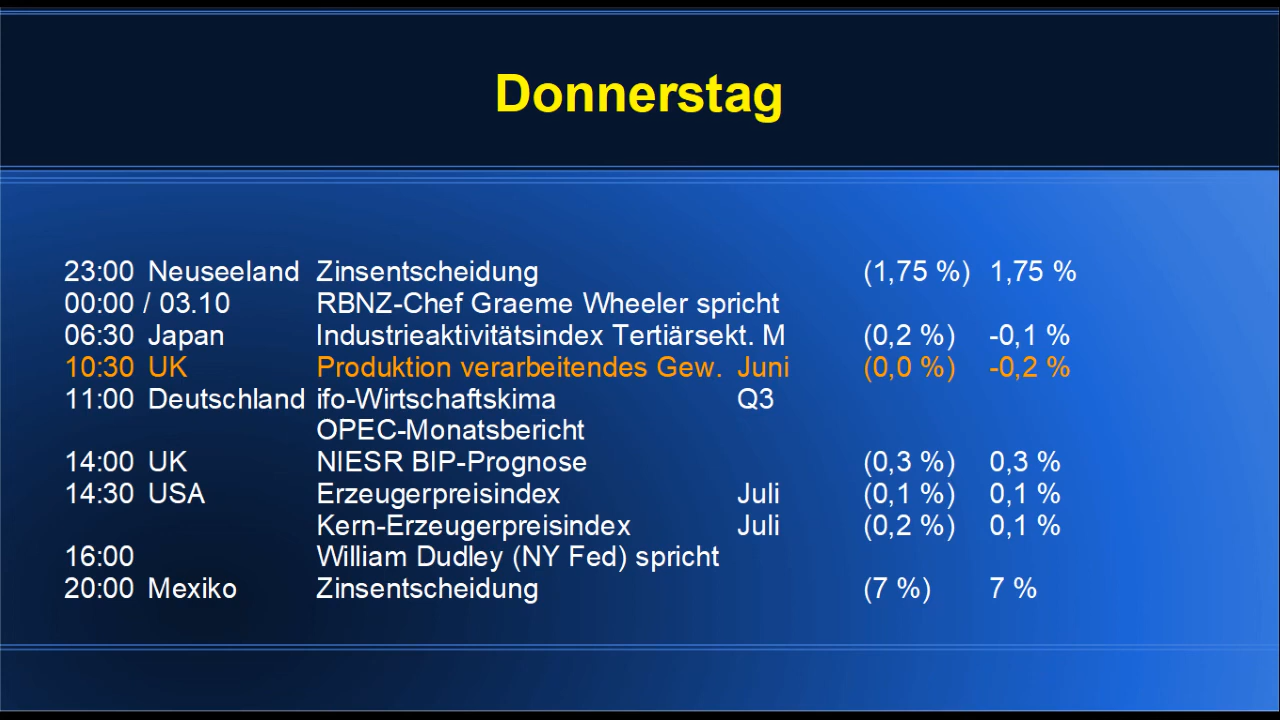 Donnerstag
23:00 Neuseeland Zinsentscheidung (1,75 %) 1,75 %
00:00 / 03.10 RBNZ-Chef Graeme Wheeler spricht
06:30 Japan Industrieaktivitätsindex Tertiärsekt. M (0,2 %) -0,1 %
10:30 UK Produktion verarbeitendes Gew. Juni (0,0 %) -0,2 %
11:00 Deutschland ifo-Wirtschaftskima Q3
OPEC-Monatsbericht
14:00 UK NIESR BIP-Prognose (0,3 %) 0,3 %
14:30 USA Erzeugerpreisindex Juli (0,1 %) 0,1 %
Kern-Erzeugerpreisindex Juli (0,2 %) 0,1 %
16:00 William Dudley (NY Fed) spricht
20:00 Mexiko Zinsentscheidung (7 %) 7 %